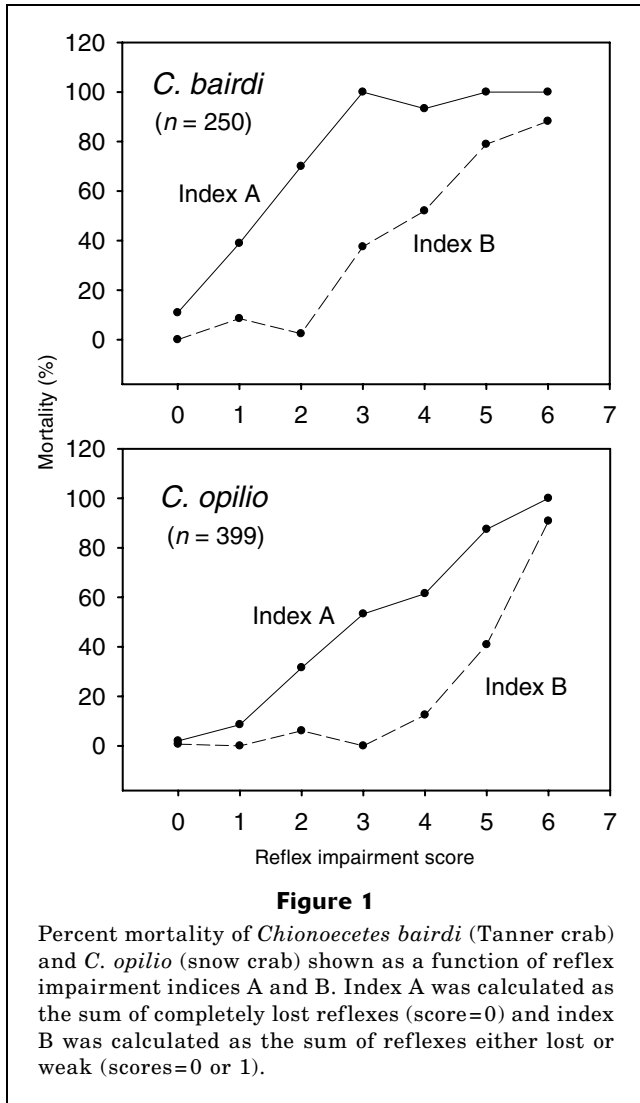 120
100
80
60
40
20
0
C. bairdi
(n = 250)
Index A
Index B
0 1 2 3 4 5 6 7
Mortality (%)
120
100
80
60
40
20
0
C. opilio
(n = 399)
Index A
Index B
0 1 2 3 4 5 6 7
Reflex impairment score
Figure 1
Percent mortality of Chionoecetes bairdi (Tanner crab)
and C. opilio (snow crab) shown as a function of reflex
impairment indices A and B. Index A was calculated as
the sum of completely lost reflexes (score=0) and index
B was calculated as the sum of reflexes either lost or
weak (scores=0 or 1).